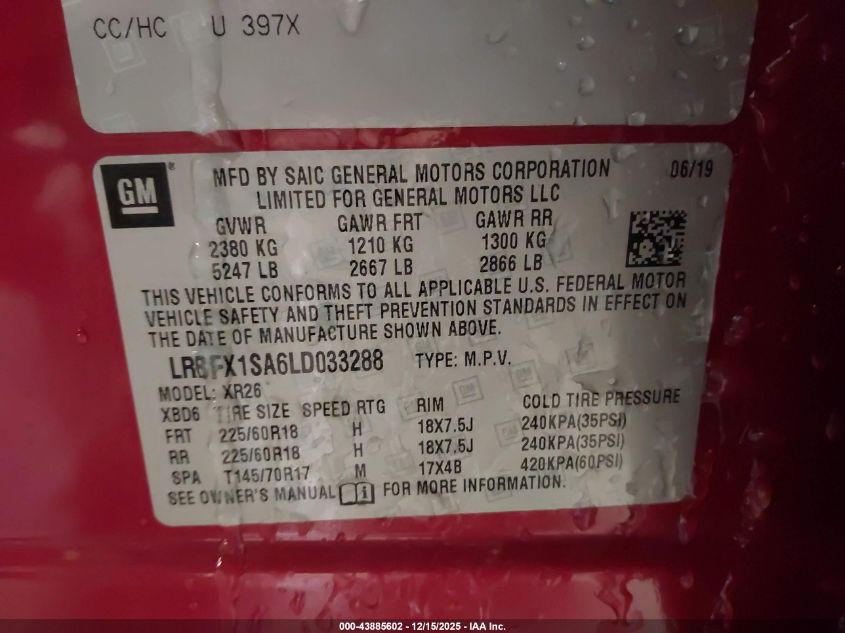 CC/HC U 397X
GM ®
MFD BY SAIC GENERAL MOTORS CORPORATION 06/19
LIMITED FOR GENERAL MOTORS LLC
GVWR GAWR FRT GAWR RR
2380 KG 1210 KG 1300 KG
5247 LB 2667 LB 2866 LB
THIS VEHICLE CONFORMS TO ALL APPLICABLE U.S. FEDERAL MOTOR
VEHICLE SAFETY AND THEFT PREVENTION STANDARDS IN EFFECT ON
THE DATE OF MANUFACTURE SHOWN ABOVE.
LRBFX1SA6LD033288 TYPE: M.P.V.
MODEL: XR26
XBD6 TIRE SIZE SPEED RTG RIM COLD TIRE PRESSURE
FRT 225/60R18 H 18X7.5J 240KPA(35PSI)
RR 225/60R18 H 18X7.5J 240KPA(35PSI)
SPA T145/70R17 M 17X4B 420KPA(60PSI)
SEE OWNER'S MANUAL FOR MORE INFORMATION.
000-43885602 - 12/15/2025 - IAA Inc.